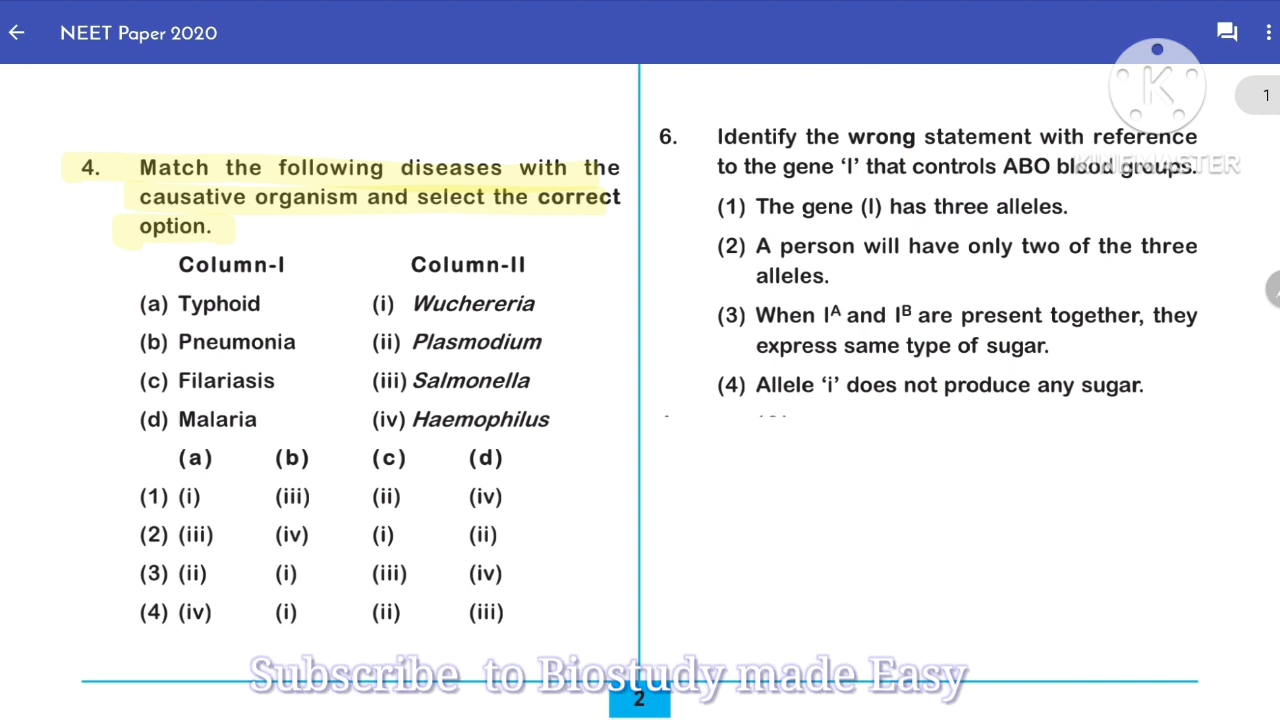 NEET Paper 2020
1
K
KINEMASTER
4. Match the following diseases with the
causative organism and select the correct
option.
Column-I Column-II
(a) Typhoid (i) Wuchereria
(b) Pneumonia (ii) Plasmodium
(c) Filariasis (iii) Salmonella
(d) Malaria (iv) Haemophilus
(a) (b) (c) (d)
(1) (i) (iii) (ii) (iv)
(2) (iii) (iv) (i) (ii)
(3) (ii) (i) (iii) (iv)
(4) (iv) (i) (ii) (iii)
6. Identify the wrong statement with reference
to the gene ‘I’ that controls ABO blood groups.
(1) The gene (I) has three alleles.
(2) A person will have only two of the three
alleles.
(3) When Iᴬ and Iᴮ are present together, they
express same type of sugar.
(4) Allele ‘i’ does not produce any sugar.
Subscribe to Biostudy made Easy
2